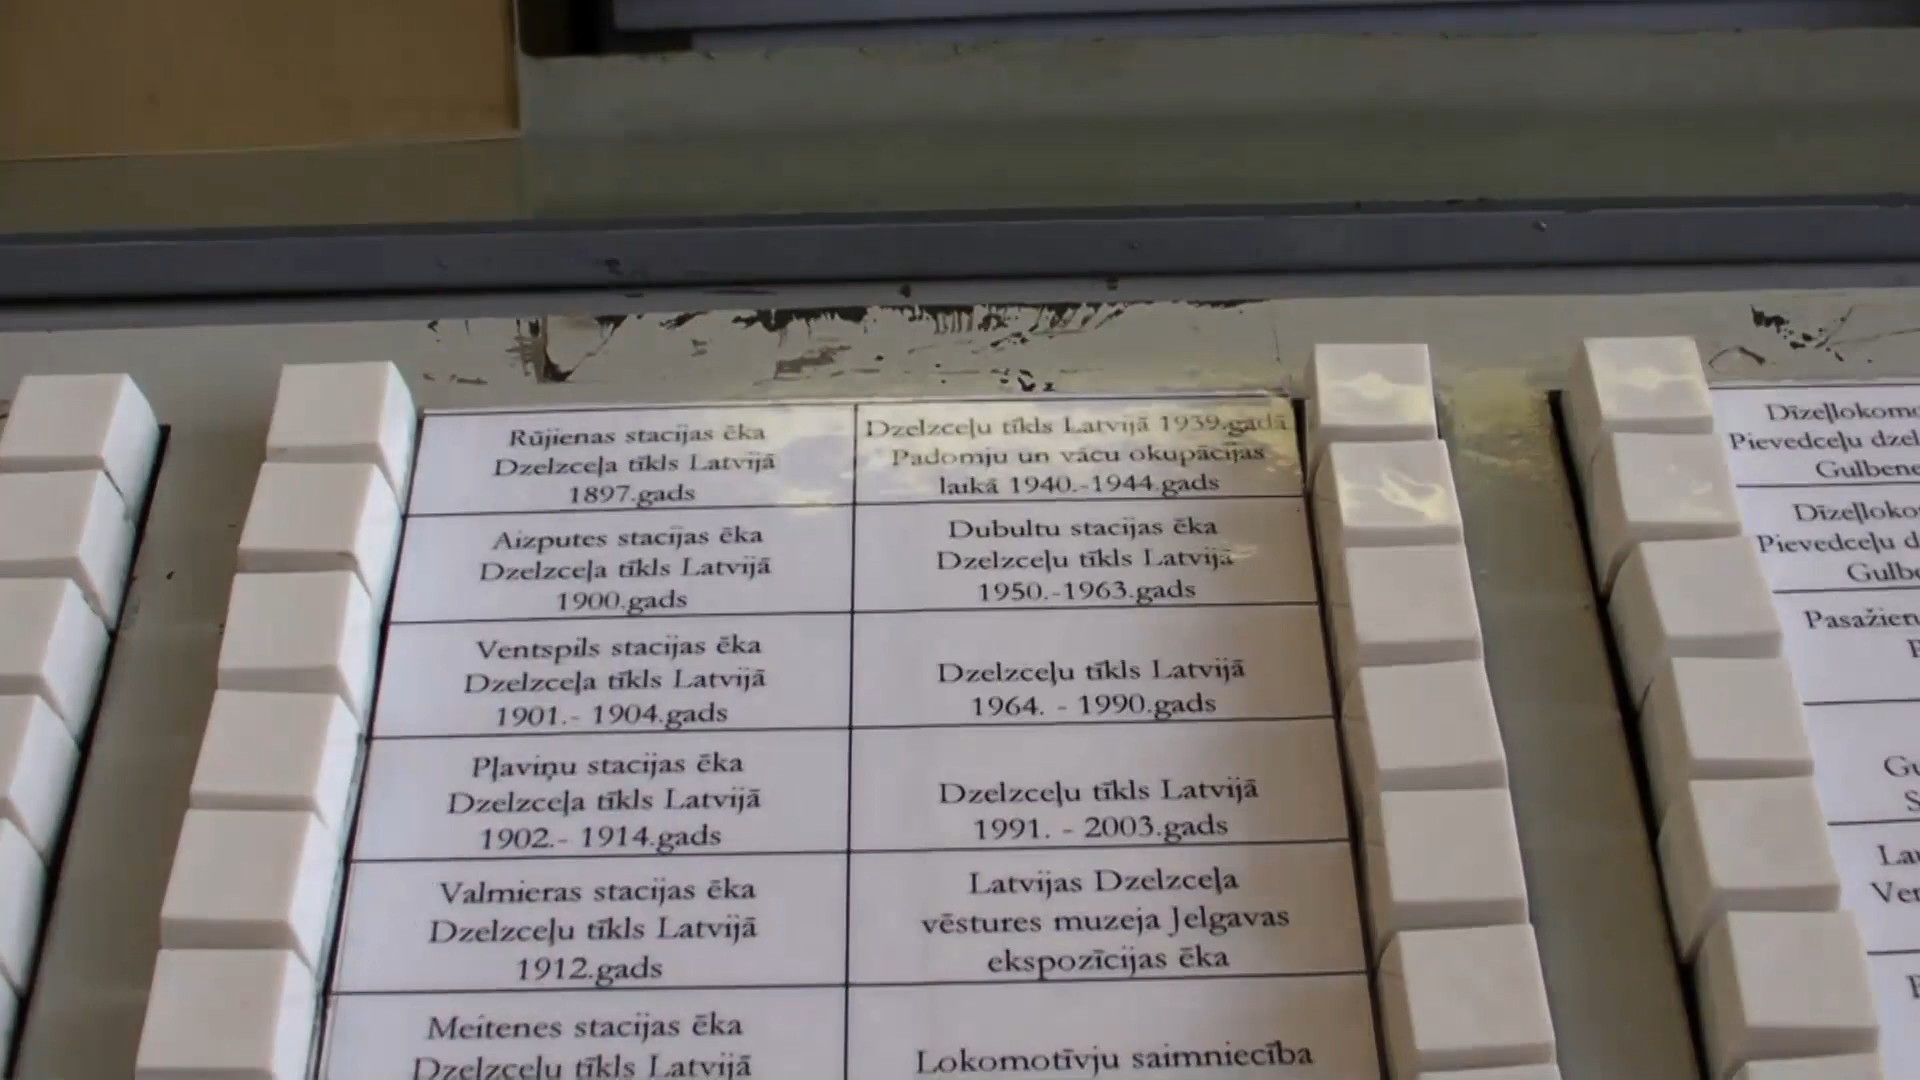 Rūjienas stacijas ēka
Dzelzceļa tīkls Latvijā
1897.gads
Aizputes stacijas ēka
Dzelzceļa tīkls Latvijā
1900.gads
Ventspils stacijas ēka
Dzelzceļa tīkls Latvijā
1901.- 1904.gads
Pļaviņu stacijas ēka
Dzelzceļa tīkls Latvijā
1902.- 1914.gads
Valmieras stacijas ēka
Dzelzceļu tīkls Latvijā
1912.gads
Meitenes stacijas ēka
Dzelzceļu tīkls Latvijā
Dzelzceļu tīkls Latvijā 1939.gadā
Padomju un vācu okupācijas
laikā 1940.-1944.gads
Dubultu stacijas ēka
Dzelzceļu tīkls Latvijā
1950.-1963.gads
Dzelzceļu tīkls Latvijā
1964. - 1990.gads
Dzelzceļu tīkls Latvijā
1991. - 2003.gads
Latvijas Dzelzceļa
vēstures muzeja Jelgavas
ekspozīcijas ēka
Lokomotīvju saimniecība
Pievedceļu
Gulbene
Pievedceļu